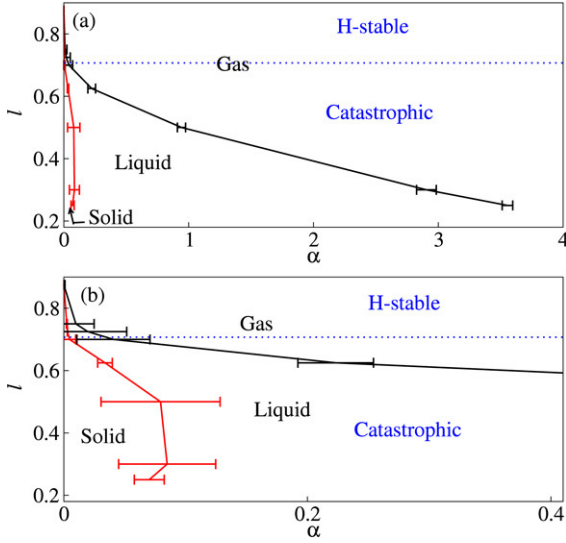 (a)
H-stable
0.8
Gas
l
0.6
Catastrophic
0.4
Liquid
0.2
Solid
0
1
2
3
4
α
(b)
H-stable
0.8
Gas
l
0.6
Liquid
Solid
Catastrophic
0.4
0.2
0
0.2
0.4
α